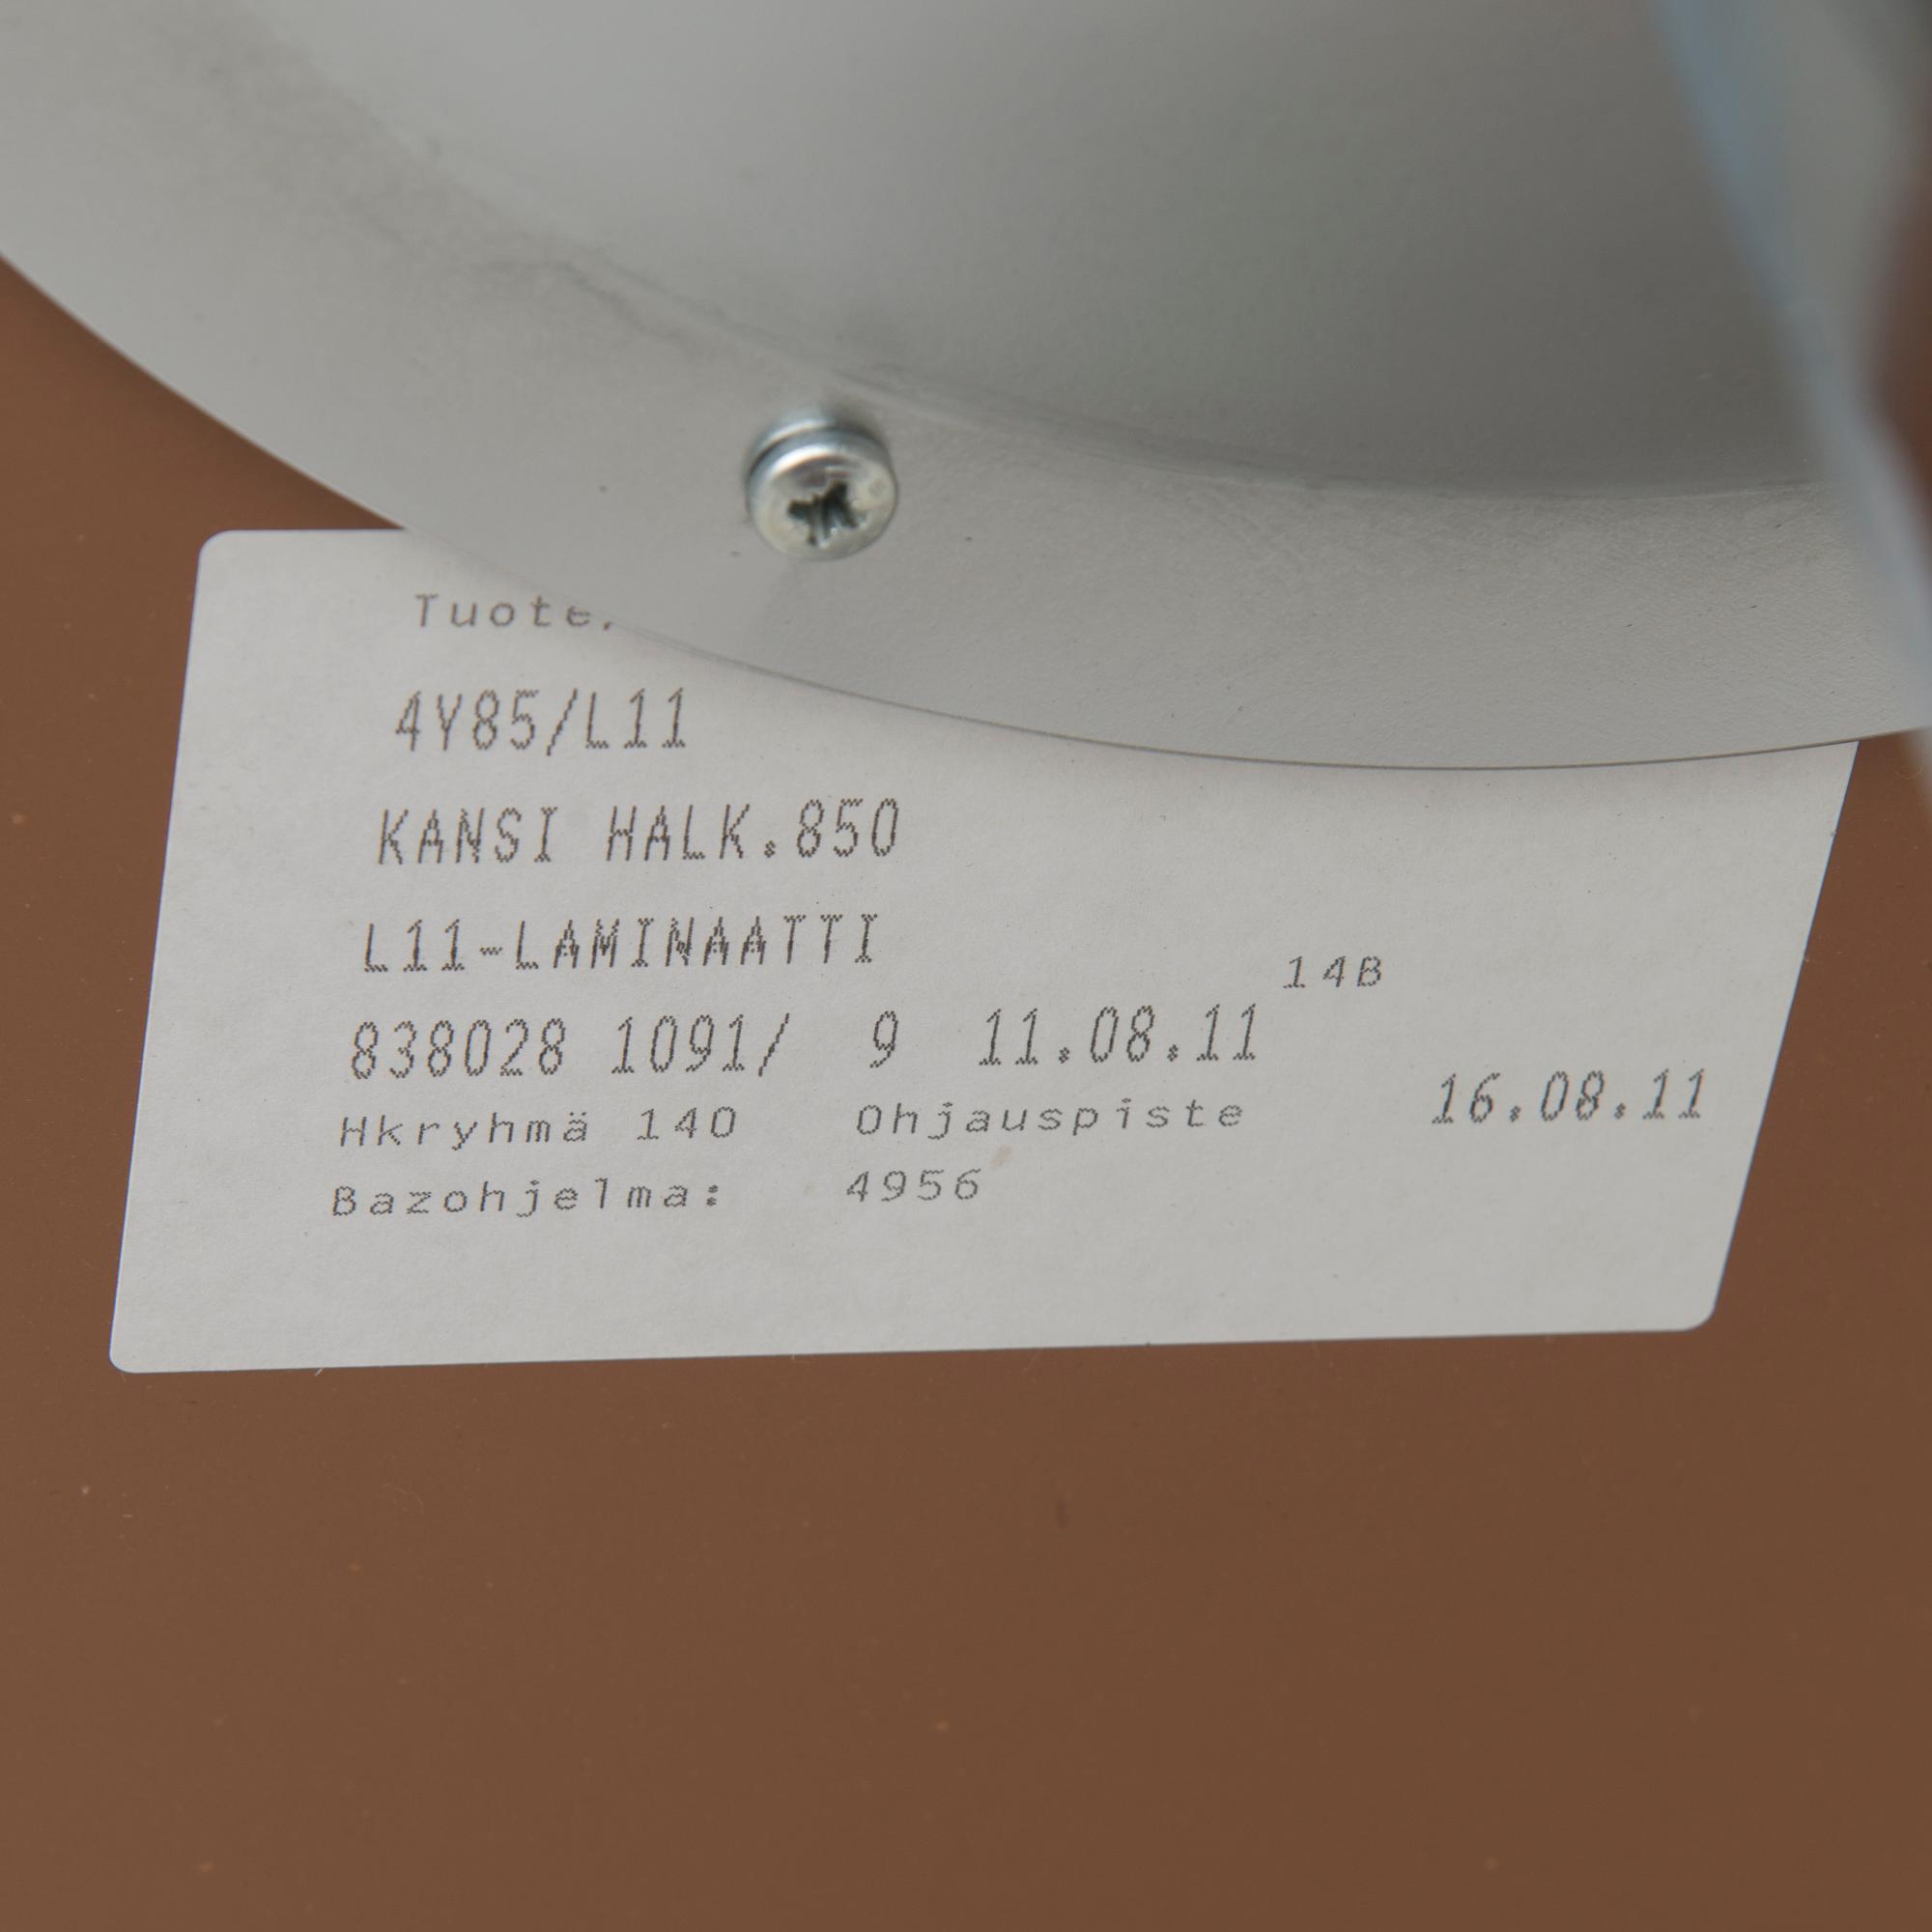 Tuote.
4Y85/L11
KANSI HALK.850
L11-LAMINAATTI
14B
838028 1091/ 9 11.08.11
16.08.11
Hkryhmä 140 Ohjauspiste
Bazohjelma: 4956